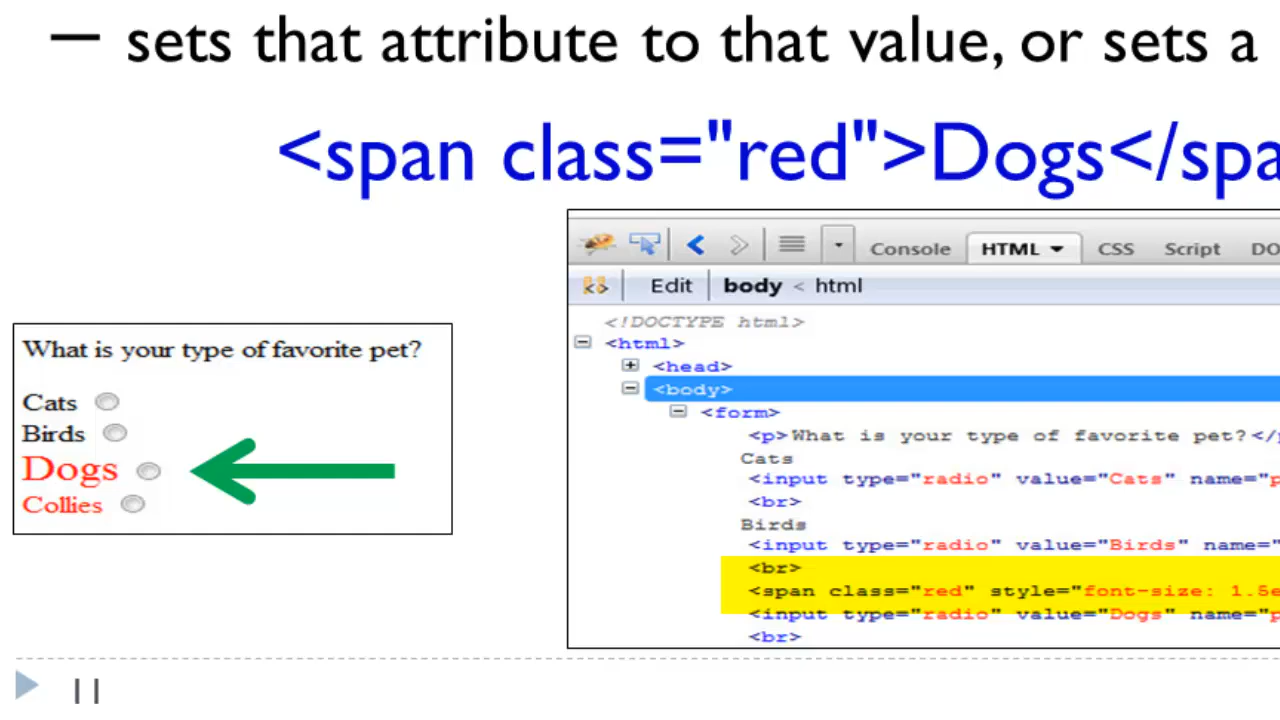 — sets that attribute to that value, or sets a
<span class="red">Dogs</spa
Console HTML CSS Script DO
Edit body < html
<!DOCTYPE html>
<html>
<head>
<body>
<form>
<p>What is your type of favorite pet?</p
Cats
<input type="radio" value="Cats" name="p
<br>
Birds
<input type="radio" value="Birds" name="
<br>
<span class="red" style="font-size: 1.5e
<input type="radio" value="Dogs" name="p
<br>
What is your type of favorite pet?
Cats
Birds
Dogs
Collies
11